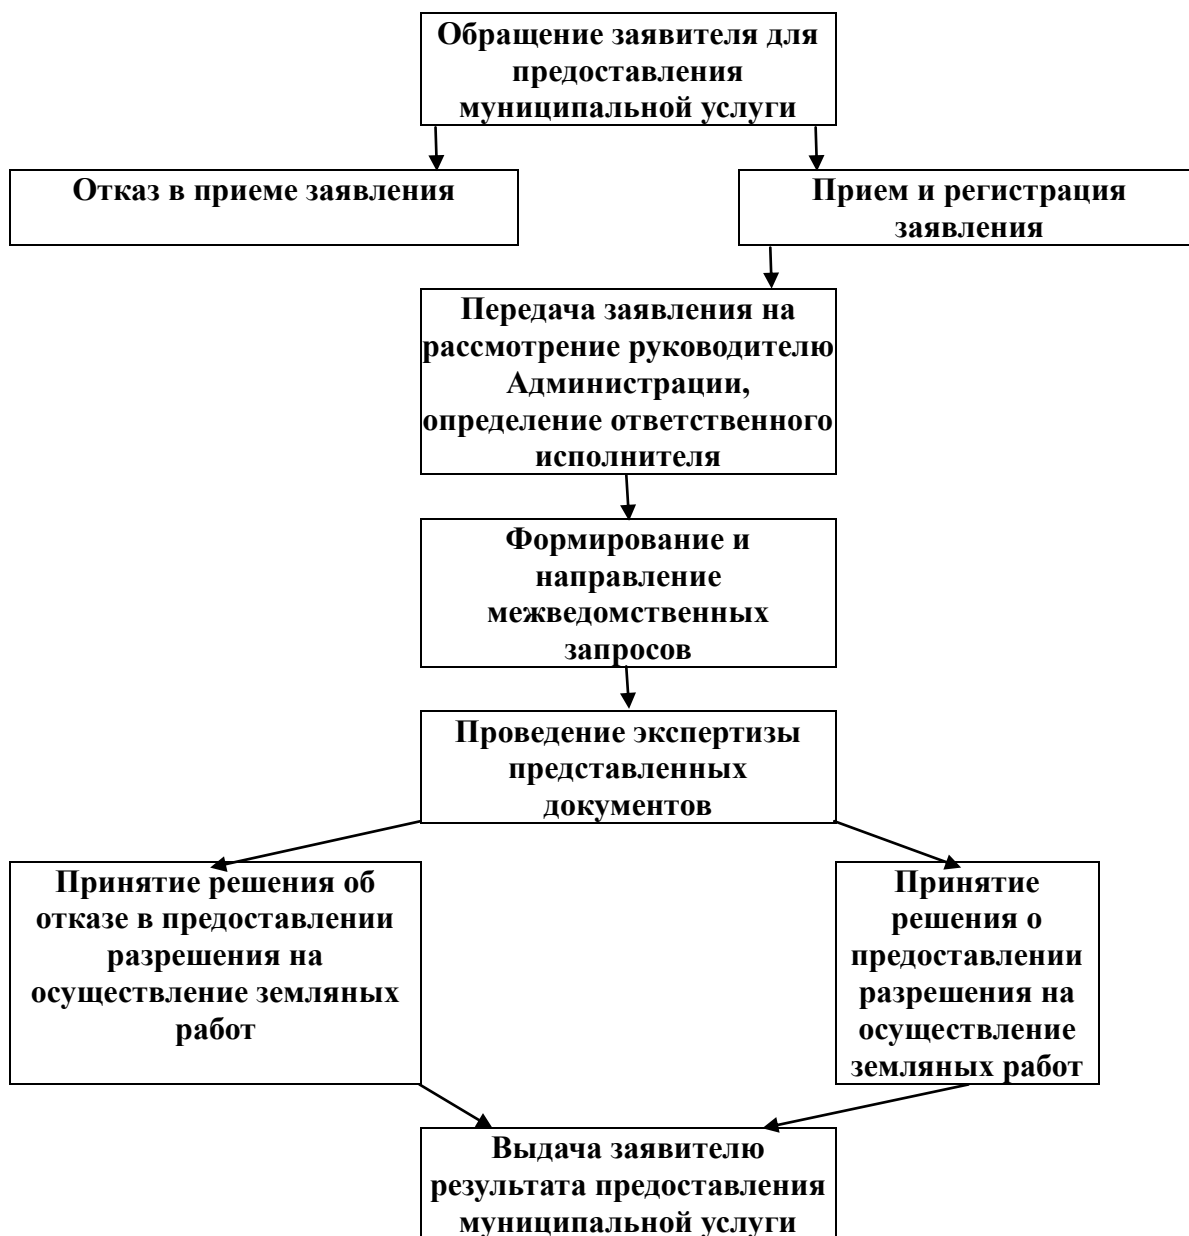 Обращение заявителя для
предоставления
муниципальной услуги
Отказ в приеме заявления
Прием и регистрация
заявления
Передача заявления на
рассмотрение руководителю
Администрации,
определение ответственного
исполнителя
Формирование и
направление
межведомственных
запросов
Проведение экспертизы
представленных
документов
Принятие решения об
отказе в предоставлении
разрешения на
осуществление земляных
работ
Принятие
решения о
предоставлении
разрешения на
осуществление
земляных работ
Выдача заявителю
результата предоставления
муниципальной услуги